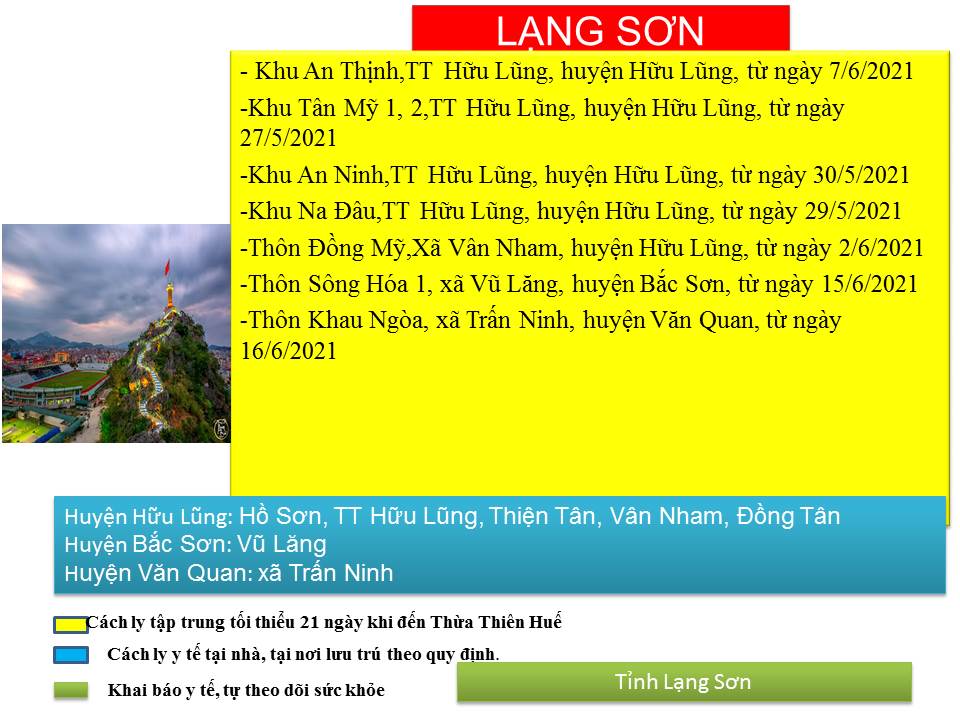 LẠNG SƠN
- Khu An Thịnh,TT Hữu Lũng, huyện Hữu Lũng, từ ngày 7/6/2021
-Khu Tân Mỹ 1, 2,TT Hữu Lũng, huyện Hữu Lũng, từ ngày
27/5/2021
-Khu An Ninh,TT Hữu Lũng, huyện Hữu Lũng, từ ngày 30/5/2021
-Khu Na Đâu,TT Hữu Lũng, huyện Hữu Lũng, từ ngày 29/5/2021
-Thôn Đồng Mỹ,Xã Vân Nham, huyện Hữu Lũng, từ ngày 2/6/2021
-Thôn Sông Hóa 1, xã Vũ Lăng, huyện Bắc Sơn, từ ngày 15/6/2021
-Thôn Khau Ngòa, xã Trấn Ninh, huyện Văn Quan, từ ngày
16/6/2021
Huyện Hữu Lũng: Hồ Sơn, TT Hữu Lũng, Thiện Tân, Vân Nham, Đồng Tân
Huyện Bắc Sơn: Vũ Lăng
Huyện Văn Quan: xã Trấn Ninh
Cách ly tập trung tối thiểu 21 ngày khi đến Thừa Thiên Huế
Cách ly y tế tại nhà, tại nơi lưu trú theo quy định.
Khai báo y tế, tự theo dõi sức khỏe
Tỉnh Lạng Sơn